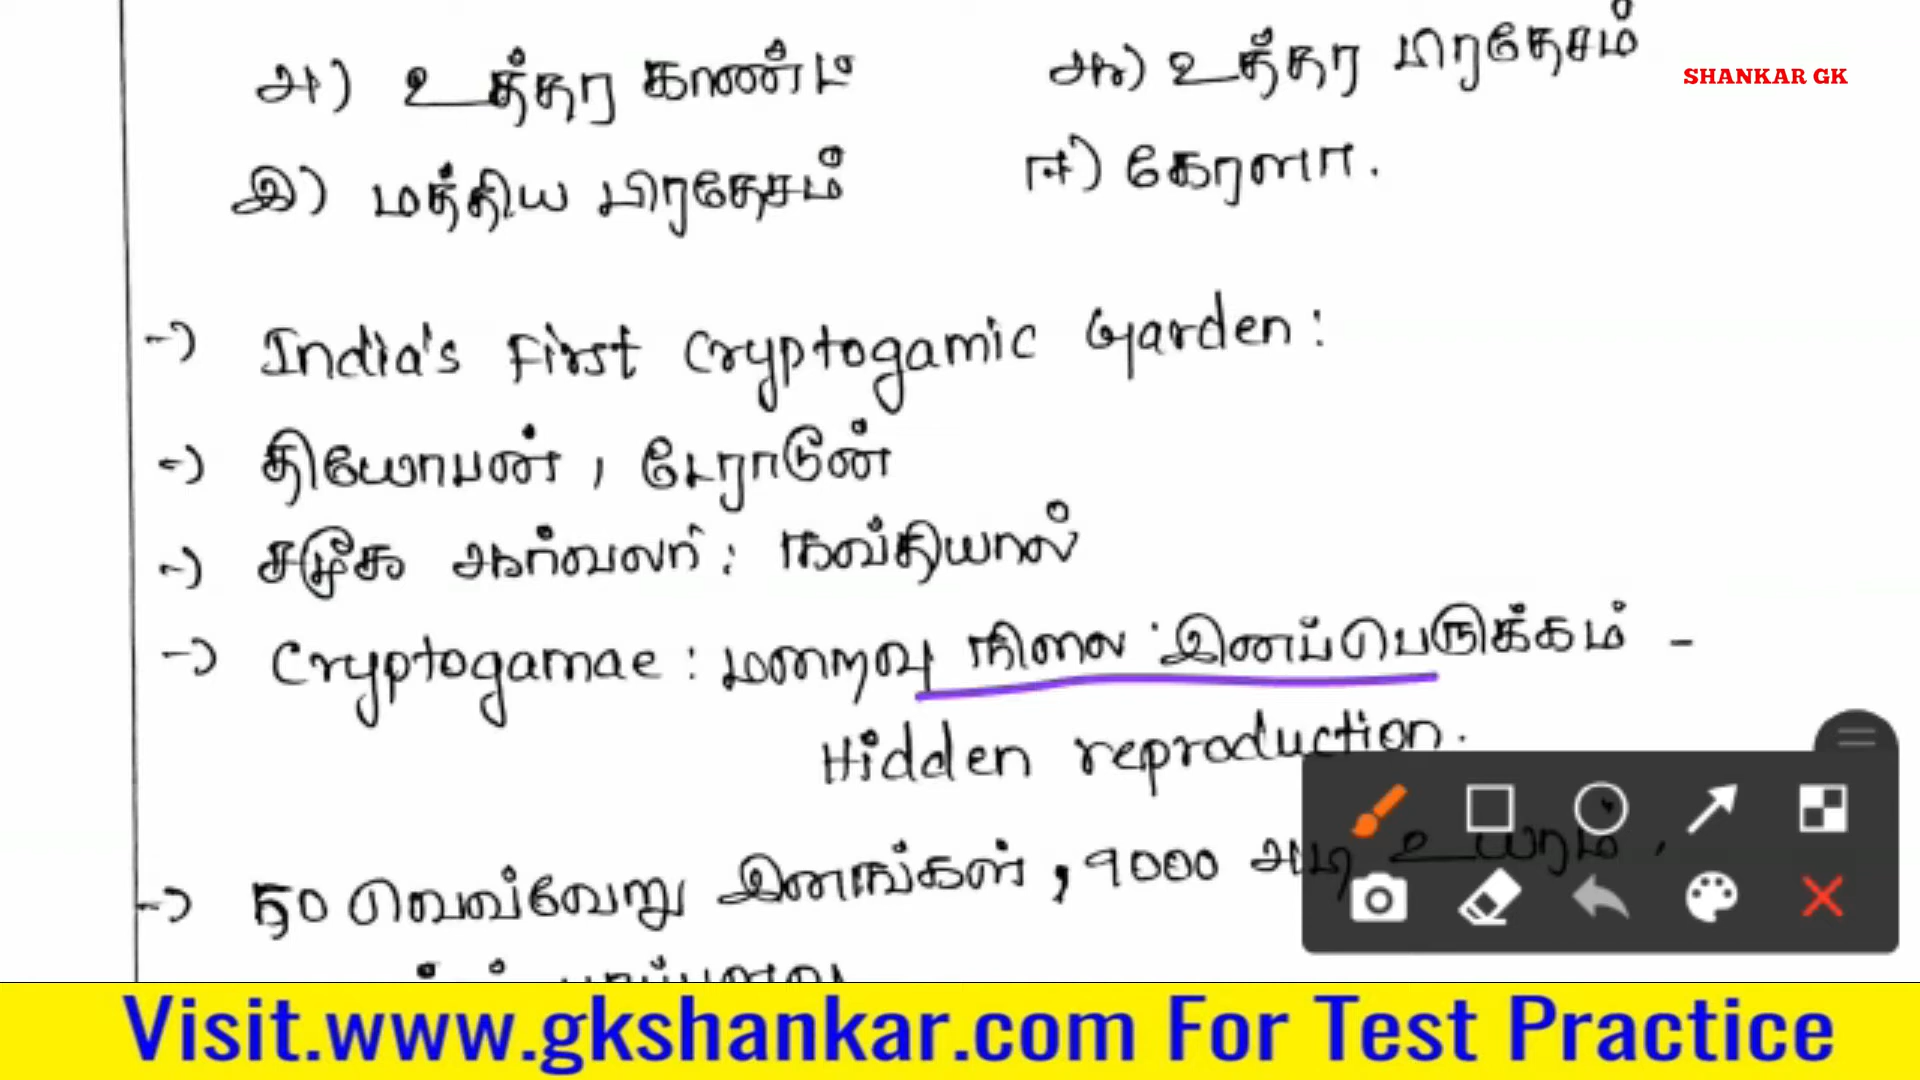 அ) உத்தர காண்ட ஆ) உத்தர பிரதேசம்
SHANKAR GK
இ) மத்திய பிரதேசம் ஈ) கேரளா.
-> India's First Cryptogamic Garden:
-> தியோபன், டேராடுன்
-> சமூக ஆர்வலர்: நவ்தியால்
-> Cryptogamae: மறைவு நிலை இனப்பெருக்கம் -
Hidden reproduction.
-> 50 வெவ்வேறு இனங்கள், 9000 அடி உயரம்.
Visit.www.gkshankar.com For Test Practice